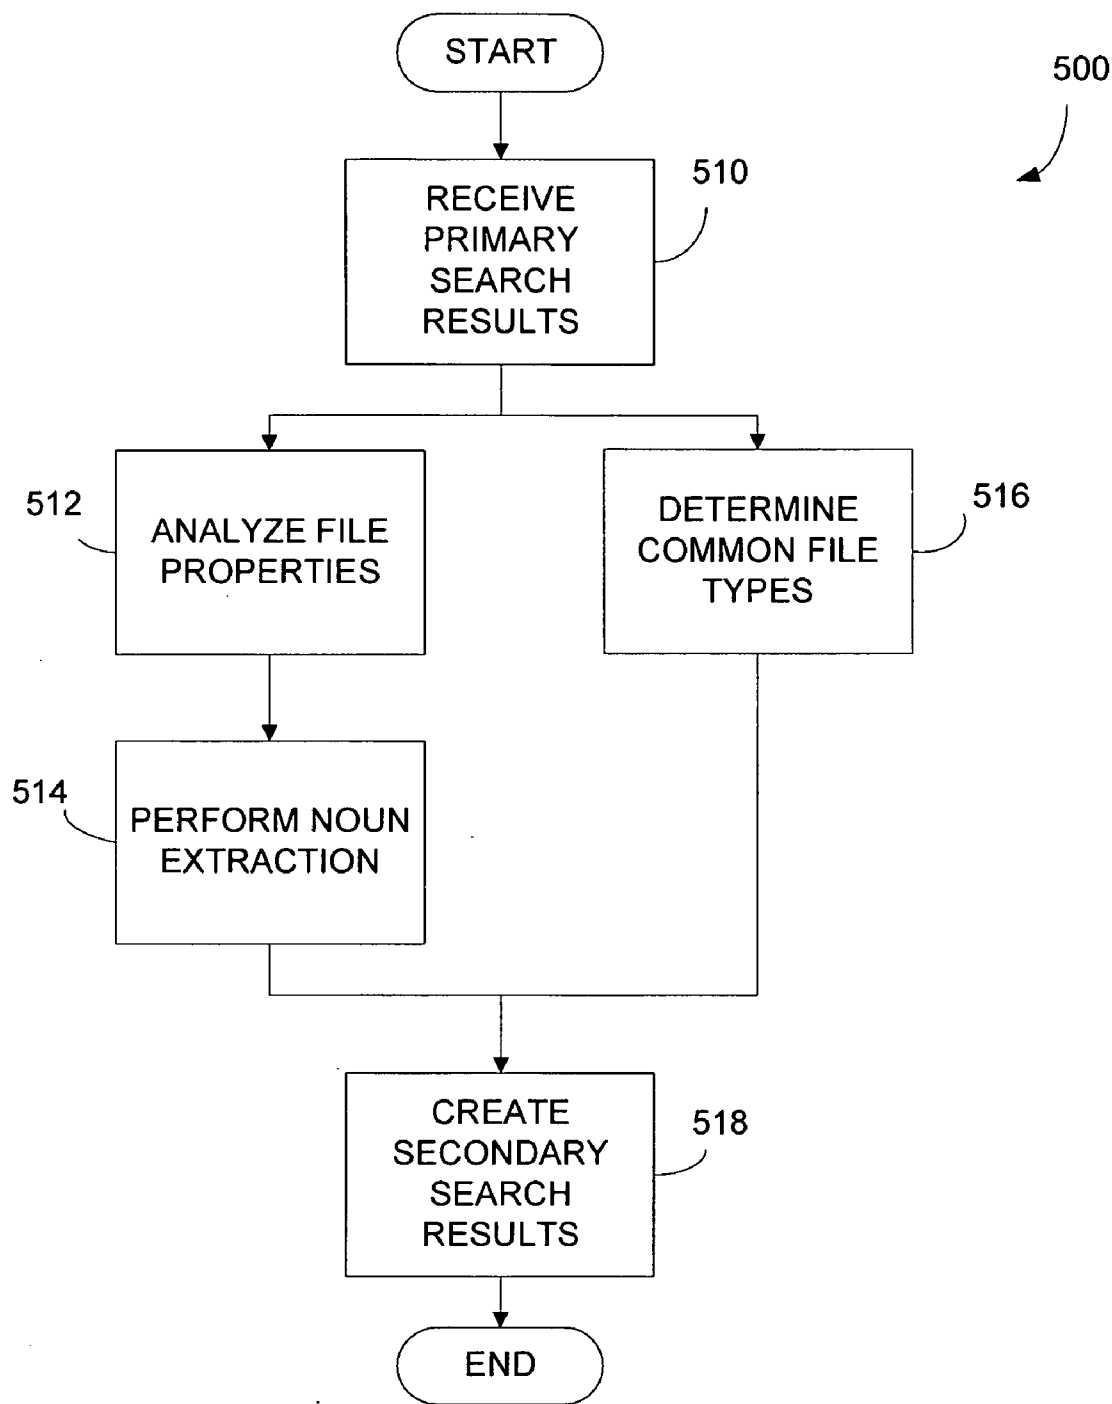 START
500
510
RECEIVE
PRIMARY
SEARCH
RESULTS
512
ANALYZE FILE
PROPERTIES
DETERMINE
COMMON FILE
TYPES
516
514
PERFORM NOUN
EXTRACTION
CREATE
SECONDARY
SEARCH
RESULTS
518
END